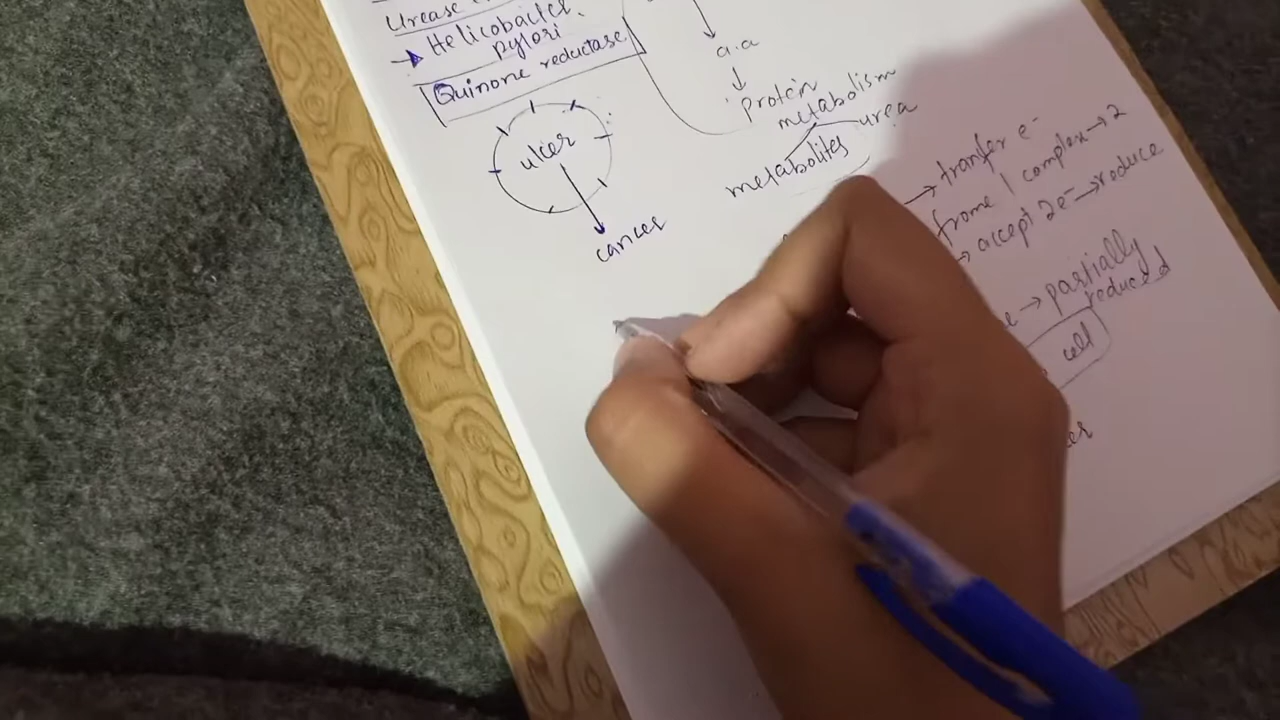 Urease
→ Helicobacter
pylori
Quinone reductase
ulcer
cancer
a.a
↓
Protein
metabolism
urea
metabolites
→ transfer e⁻
frome 1 complex → 2
→ accept 2e⁻ → reduce
→ partially
reduced
cell